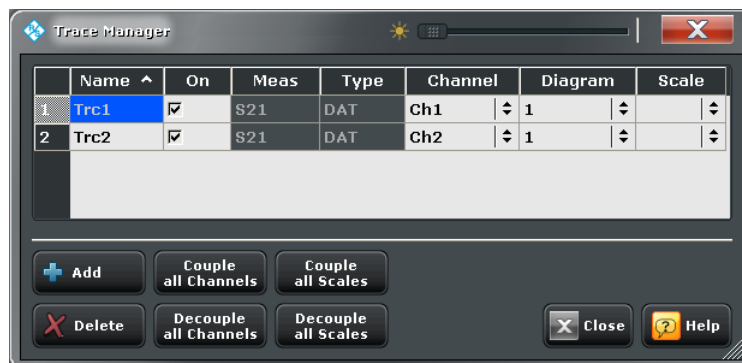 Trace Manager
X
Name On Meas Type Channel Diagram Scale
1 Trc1 S21 DAT Ch1 1
2 Trc2 S21 DAT Ch2 1
Add
Couple
all Channels
Couple
all Scales
Delete
Decouple
all Channels
Decouple
all Scales
X Close
? Help